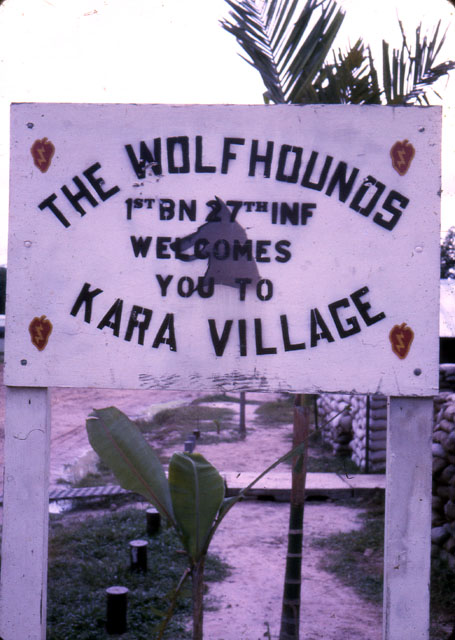 THE WOLFHOUNDS
1ST BN 27TH INF
WELCOMES
YOU TO
KARA VILLAGE